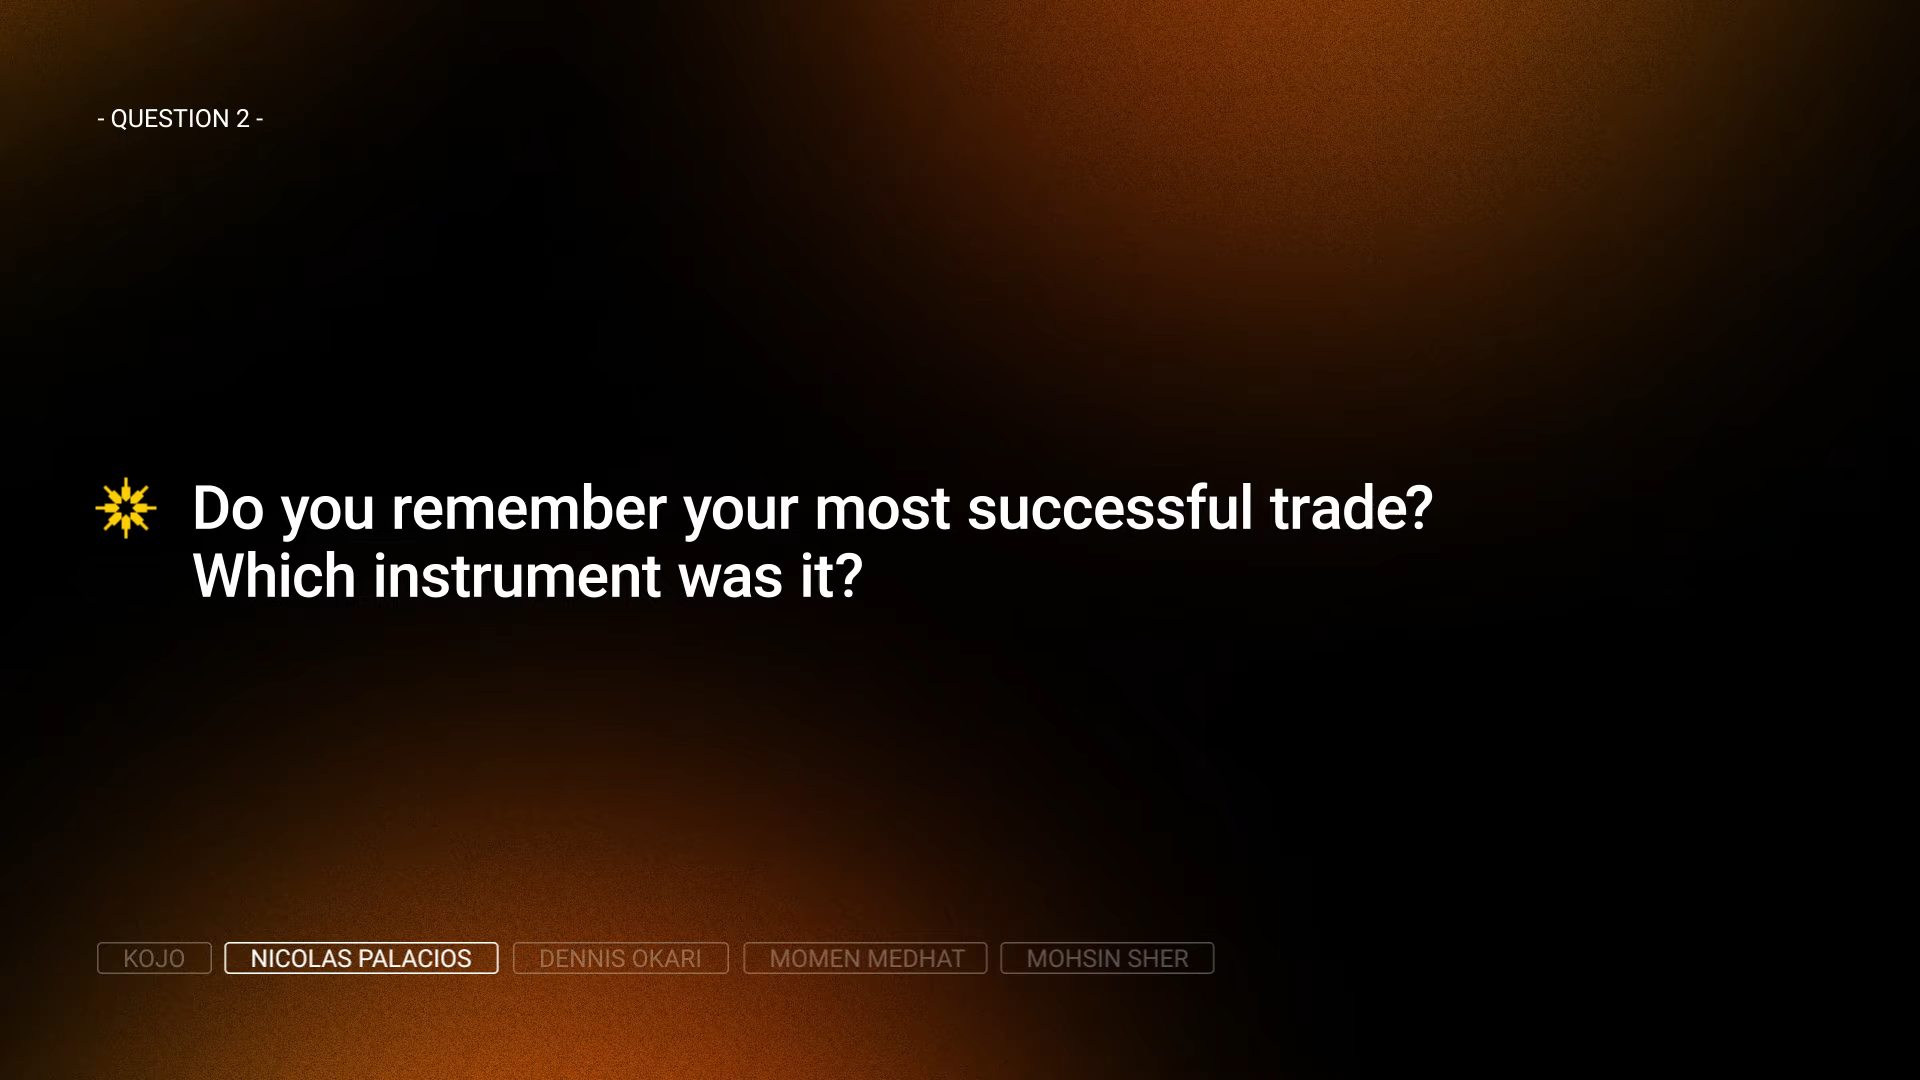 - QUESTION 2 -
Do you remember your most successful trade?
Which instrument was it?
KOJO
NICOLAS PALACIOS
DENNIS OKARI
MOMEN MEDHAT
MOHSIN SHER